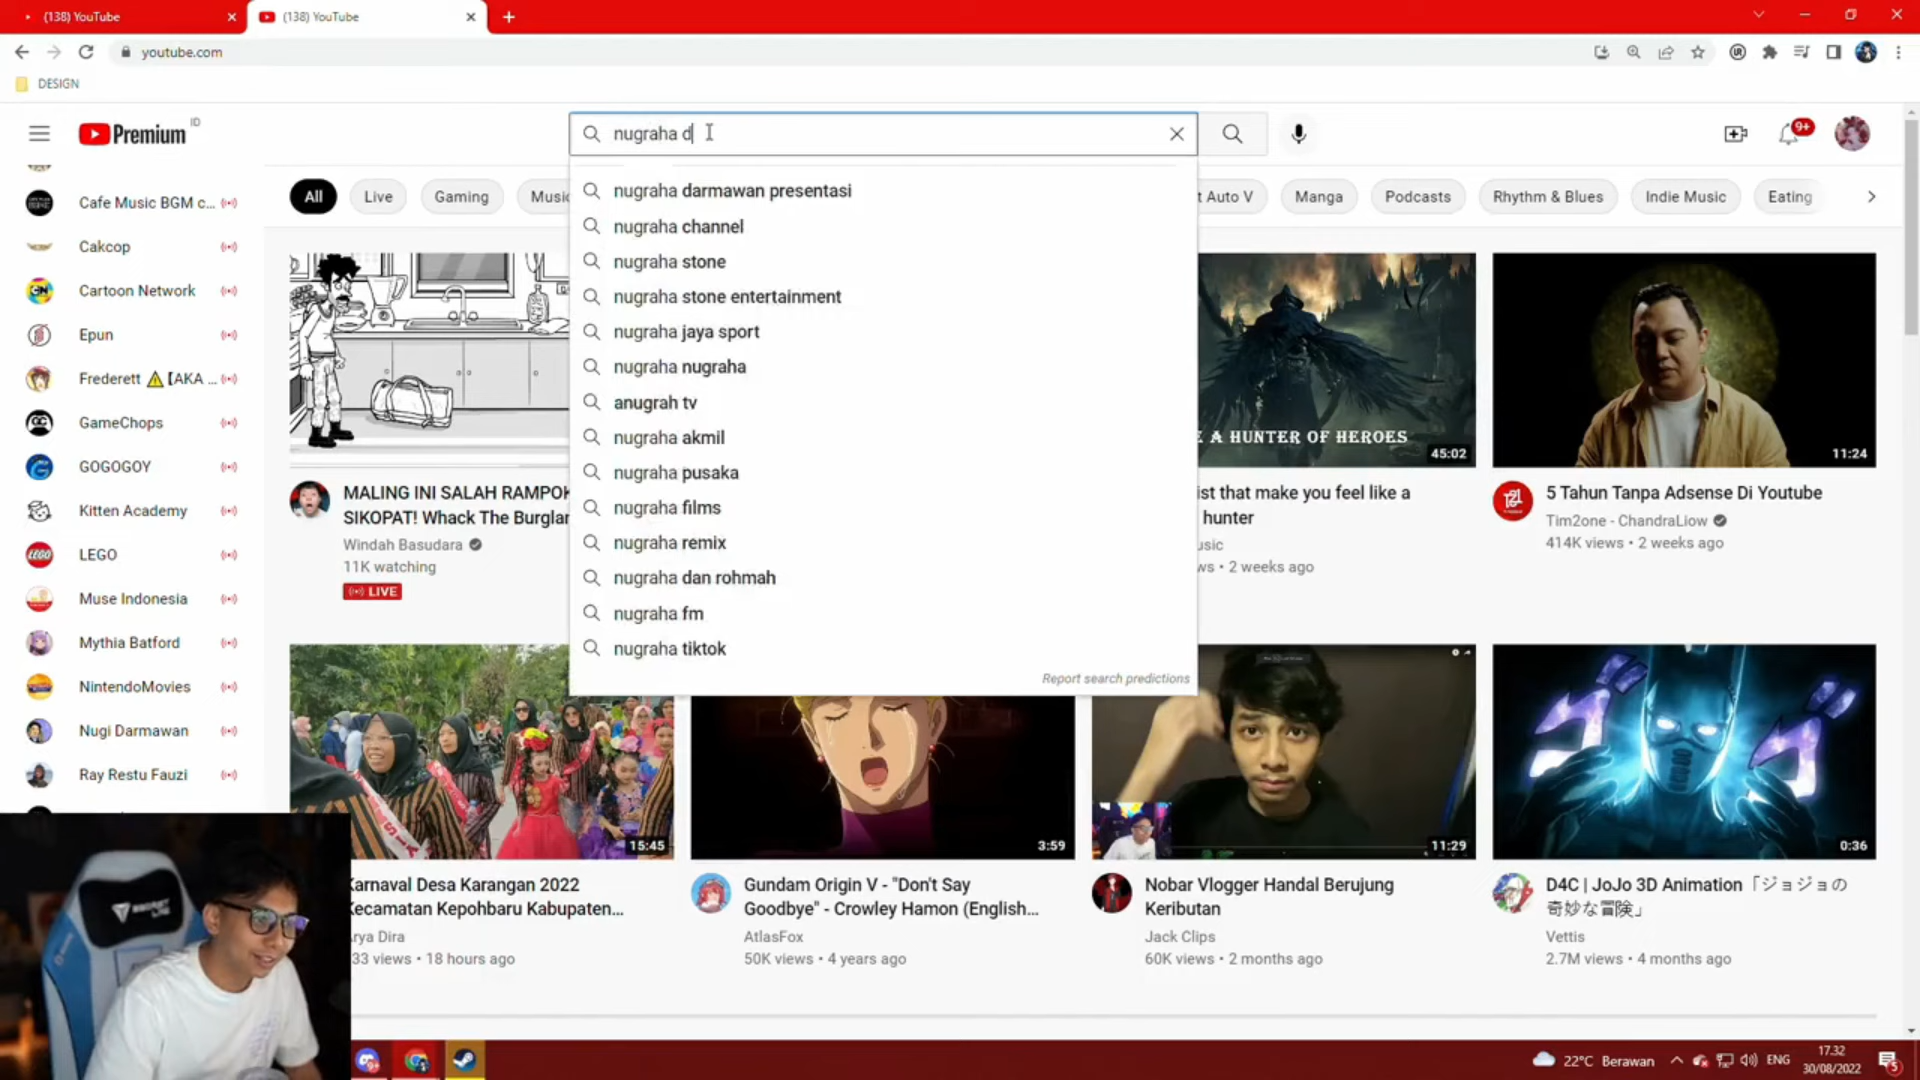 (138) YouTube
(138) YouTube
youtube.com
DESIGN
Premium ID
nugraha d
9+
All
Live
Gaming
Music
t Auto V
Manga
Podcasts
Rhythm & Blues
Indie Music
Eating
nugraha darmawan presentasi
nugraha channel
nugraha stone
nugraha stone entertainment
nugraha jaya sport
nugraha nugraha
anugrah tv
nugraha akmil
nugraha pusaka
nugraha films
nugraha remix
nugraha dan rohmah
nugraha fm
nugraha tiktok
Report search predictions
Cafe Music BGM c...
Cakcop
Cartoon Network
Epun
Frederett ⚠【AKA ...
GameChops
GOGOGOY
Kitten Academy
LEGO
Muse Indonesia
Mythia Batford
NintendoMovies
Nugi Darmawan
Ray Restu Fauzi
MALING INI SALAH RAMPOK
SIKOPAT! Whack The Burglar
Windah Basudara
11K watching
LIVE
E A HUNTER OF HEROES
45:02
ist that make you feel like a
hunter
usic
ws • 2 weeks ago
11:24
5 Tahun Tanpa Adsense Di Youtube
Tim2one - ChandraLiow
414K views • 2 weeks ago
15:45
Karnaval Desa Karangan 2022
Kecamatan Kepohbaru Kabupaten...
Arya Dira
33 views • 18 hours ago
3:59
Gundam Origin V - "Don't Say
Goodbye" - Crowley Hamon (English...
AtlasFox
50K views • 4 years ago
11:29
Nobar Vlogger Handal Berujung
Keributan
Jack Clips
60K views • 2 months ago
0:36
D4C | JoJo 3D Animation「ジョジョの
奇妙な冒険」
Vettis
2.7M views • 4 months ago
22°C Berawan
ENG
17.32
30/08/2022
5